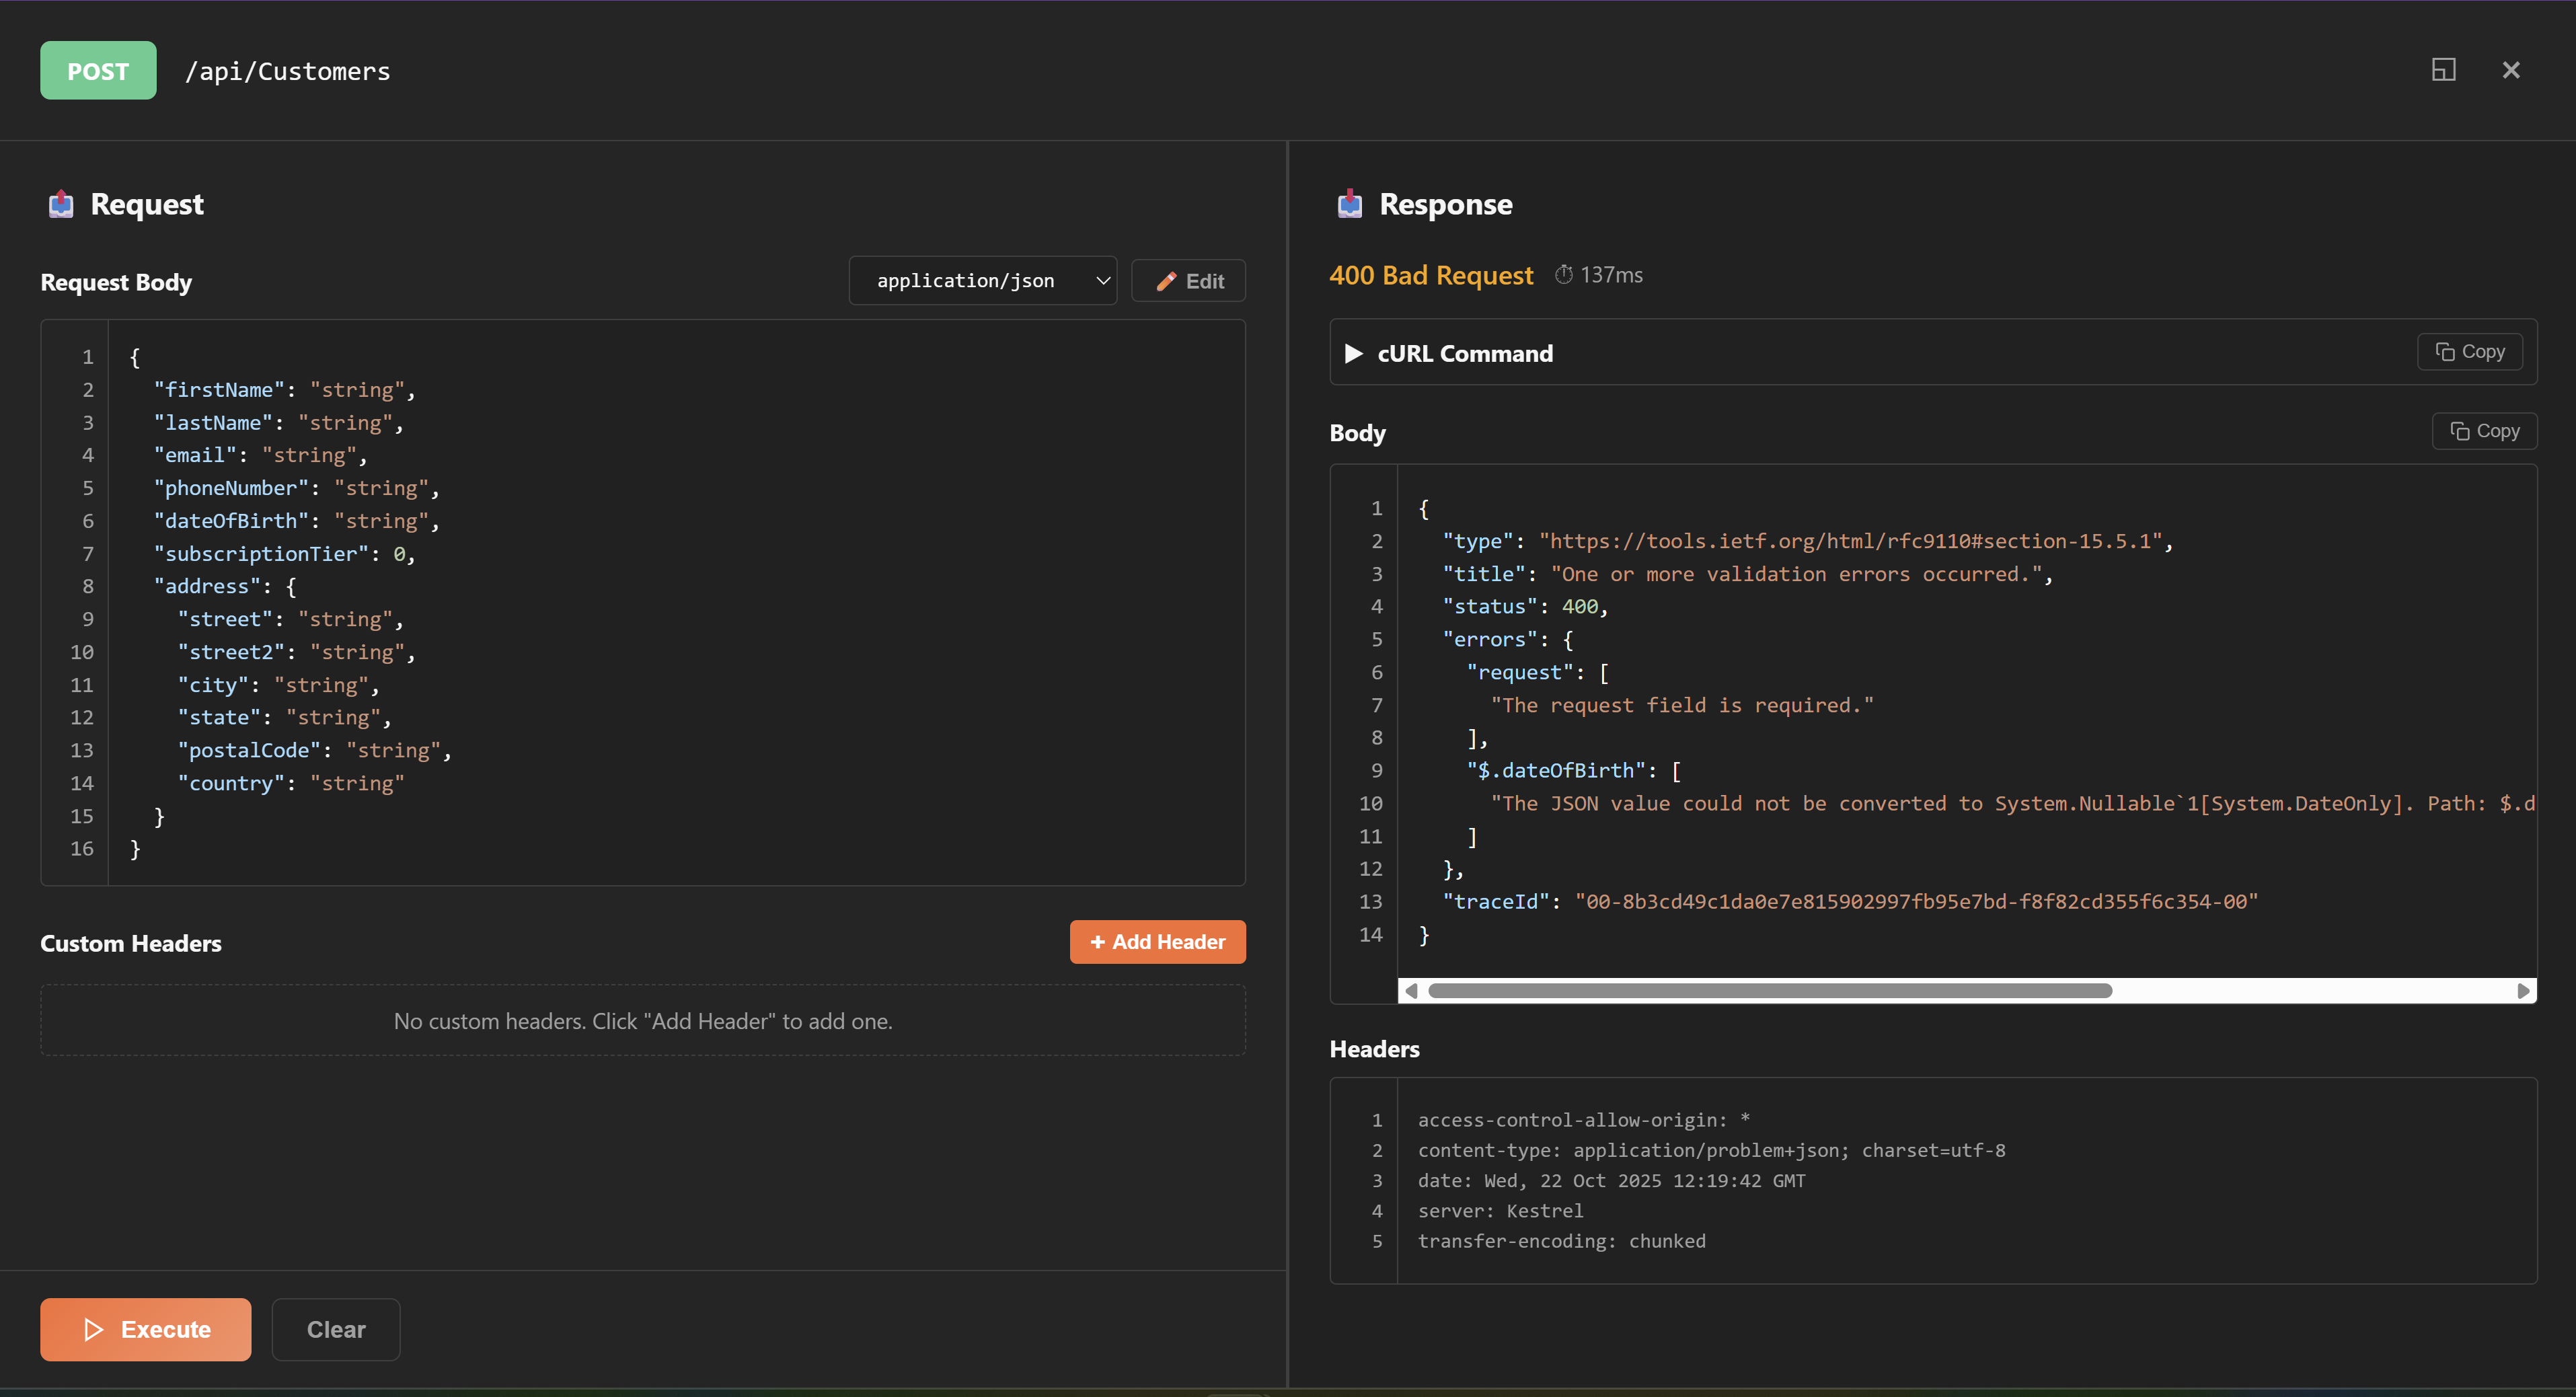 POST /api/Customers
Request
Request Body
application/json
Edit
1 {
2 "firstName": "string",
3 "lastName": "string",
4 "email": "string",
5 "phoneNumber": "string",
6 "dateOfBirth": "string",
7 "subscriptionTier": 0,
8 "address": {
9 "street": "string",
10 "street2": "string",
11 "city": "string",
12 "state": "string",
13 "postalCode": "string",
14 "country": "string"
15 }
16 }
Custom Headers
+ Add Header
No custom headers. Click "Add Header" to add one.
Execute
Clear
Response
400 Bad Request 137ms
cURL Command
Copy
Body
Copy
1 {
2 "type": "https://tools.ietf.org/html/rfc9110#section-15.5.1",
3 "title": "One or more validation errors occurred.",
4 "status": 400,
5 "errors": {
6 "request": [
7 "The request field is required."
8 ],
9 "$.dateOfBirth": [
10 "The JSON value could not be converted to System.Nullable`1[System.DateOnly]. Path: $.d
11 ]
12 },
13 "traceId": "00-8b3cd49c1da0e7e815902997fb95e7bd-f8f82cd355f6c354-00"
14 }
Headers
1 access-control-allow-origin: *
2 content-type: application/problem+json; charset=utf-8
3 date: Wed, 22 Oct 2025 12:19:42 GMT
4 server: Kestrel
5 transfer-encoding: chunked